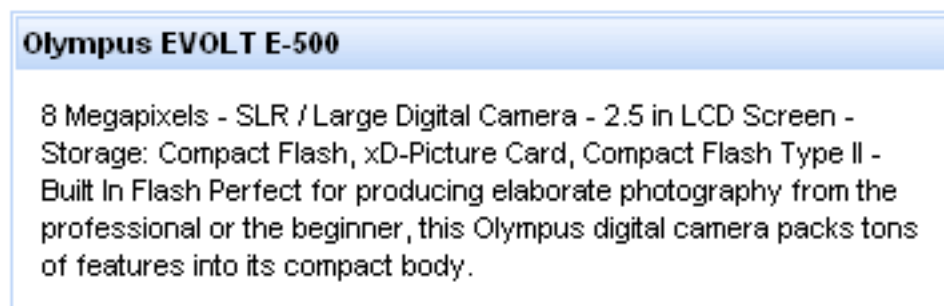 Olympus EVOLT E-500
8 Megapixels - SLR / Large Digital Camera - 2.5 in LCD Screen -
Storage: Compact Flash, xD-Picture Card, Compact Flash Type II -
Built In Flash Perfect for producing elaborate photography from the
professional or the beginner, this Olympus digital camera packs tons
of features into its compact body.